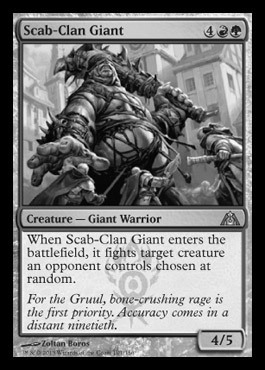 Scab-Clan Giant 4
Creature — Giant Warrior
When Scab-Clan Giant enters the
battlefield, it fights target creature
an opponent controls chosen at
random.
For the Gruul, bone-crushing rage is
the first priority. Accuracy comes in a
distant ninetieth.
Zoltan Boros
4/5